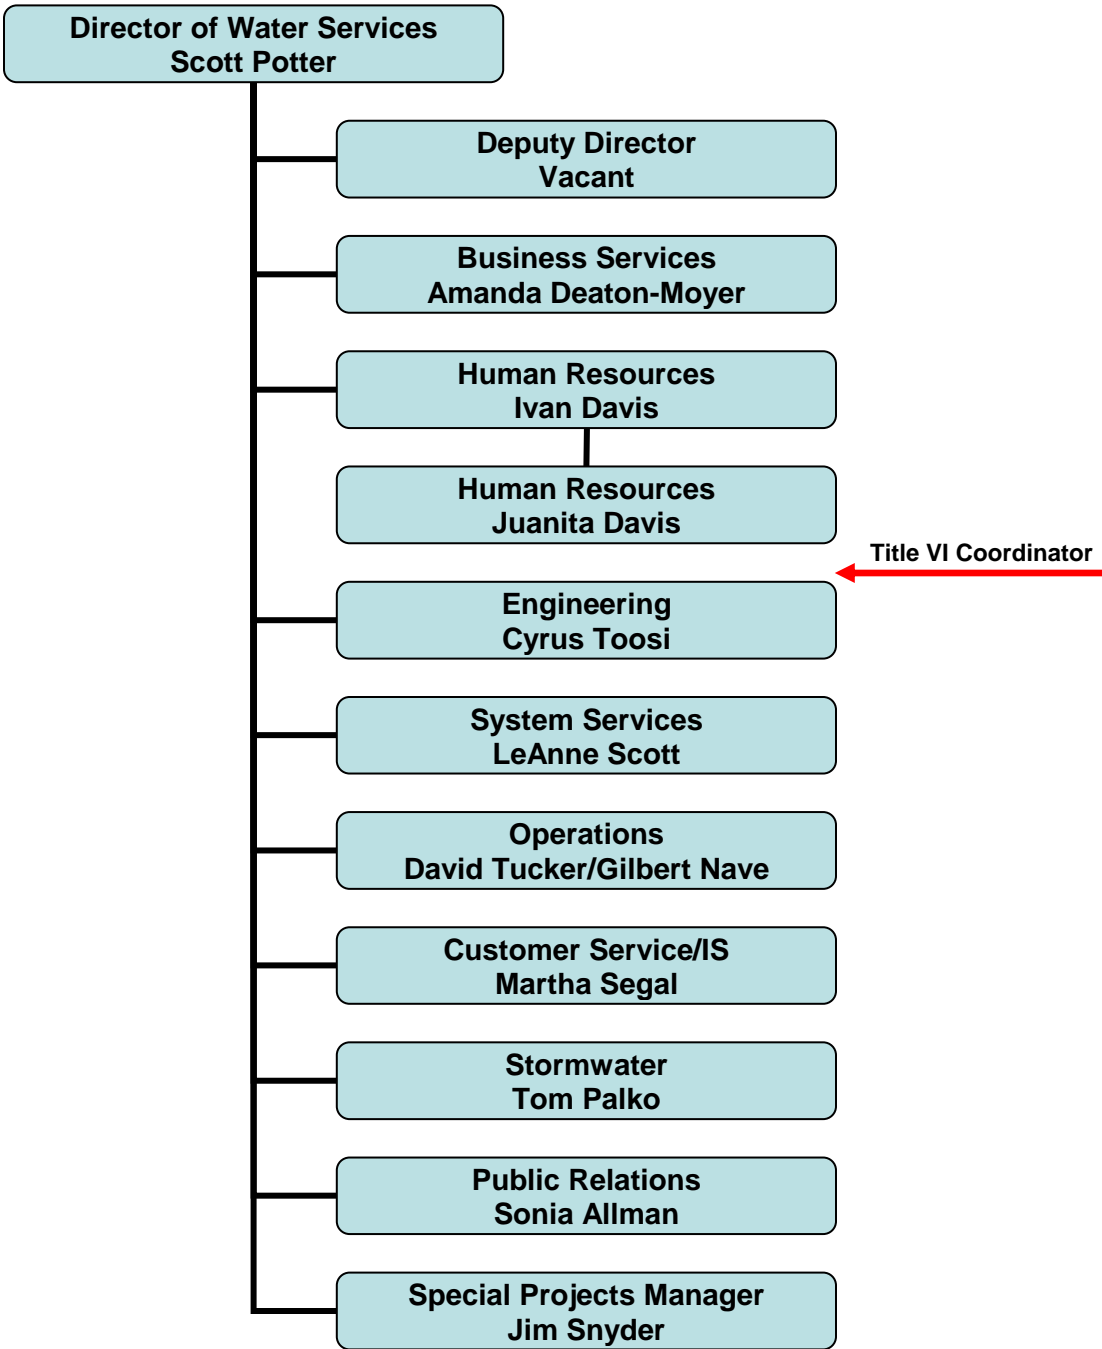 Director of Water Services
Scott Potter
Deputy Director
Vacant
Business Services
Amanda Deaton-Moyer
Human Resources
Ivan Davis
Human Resources
Juanita Davis
Title VI Coordinator
Engineering
Cyrus Toosi
System Services
LeAnne Scott
Operations
David Tucker/Gilbert Nave
Customer Service/IS
Martha Segal
Stormwater
Tom Palko
Public Relations
Sonia Allman
Special Projects Manager
Jim Snyder